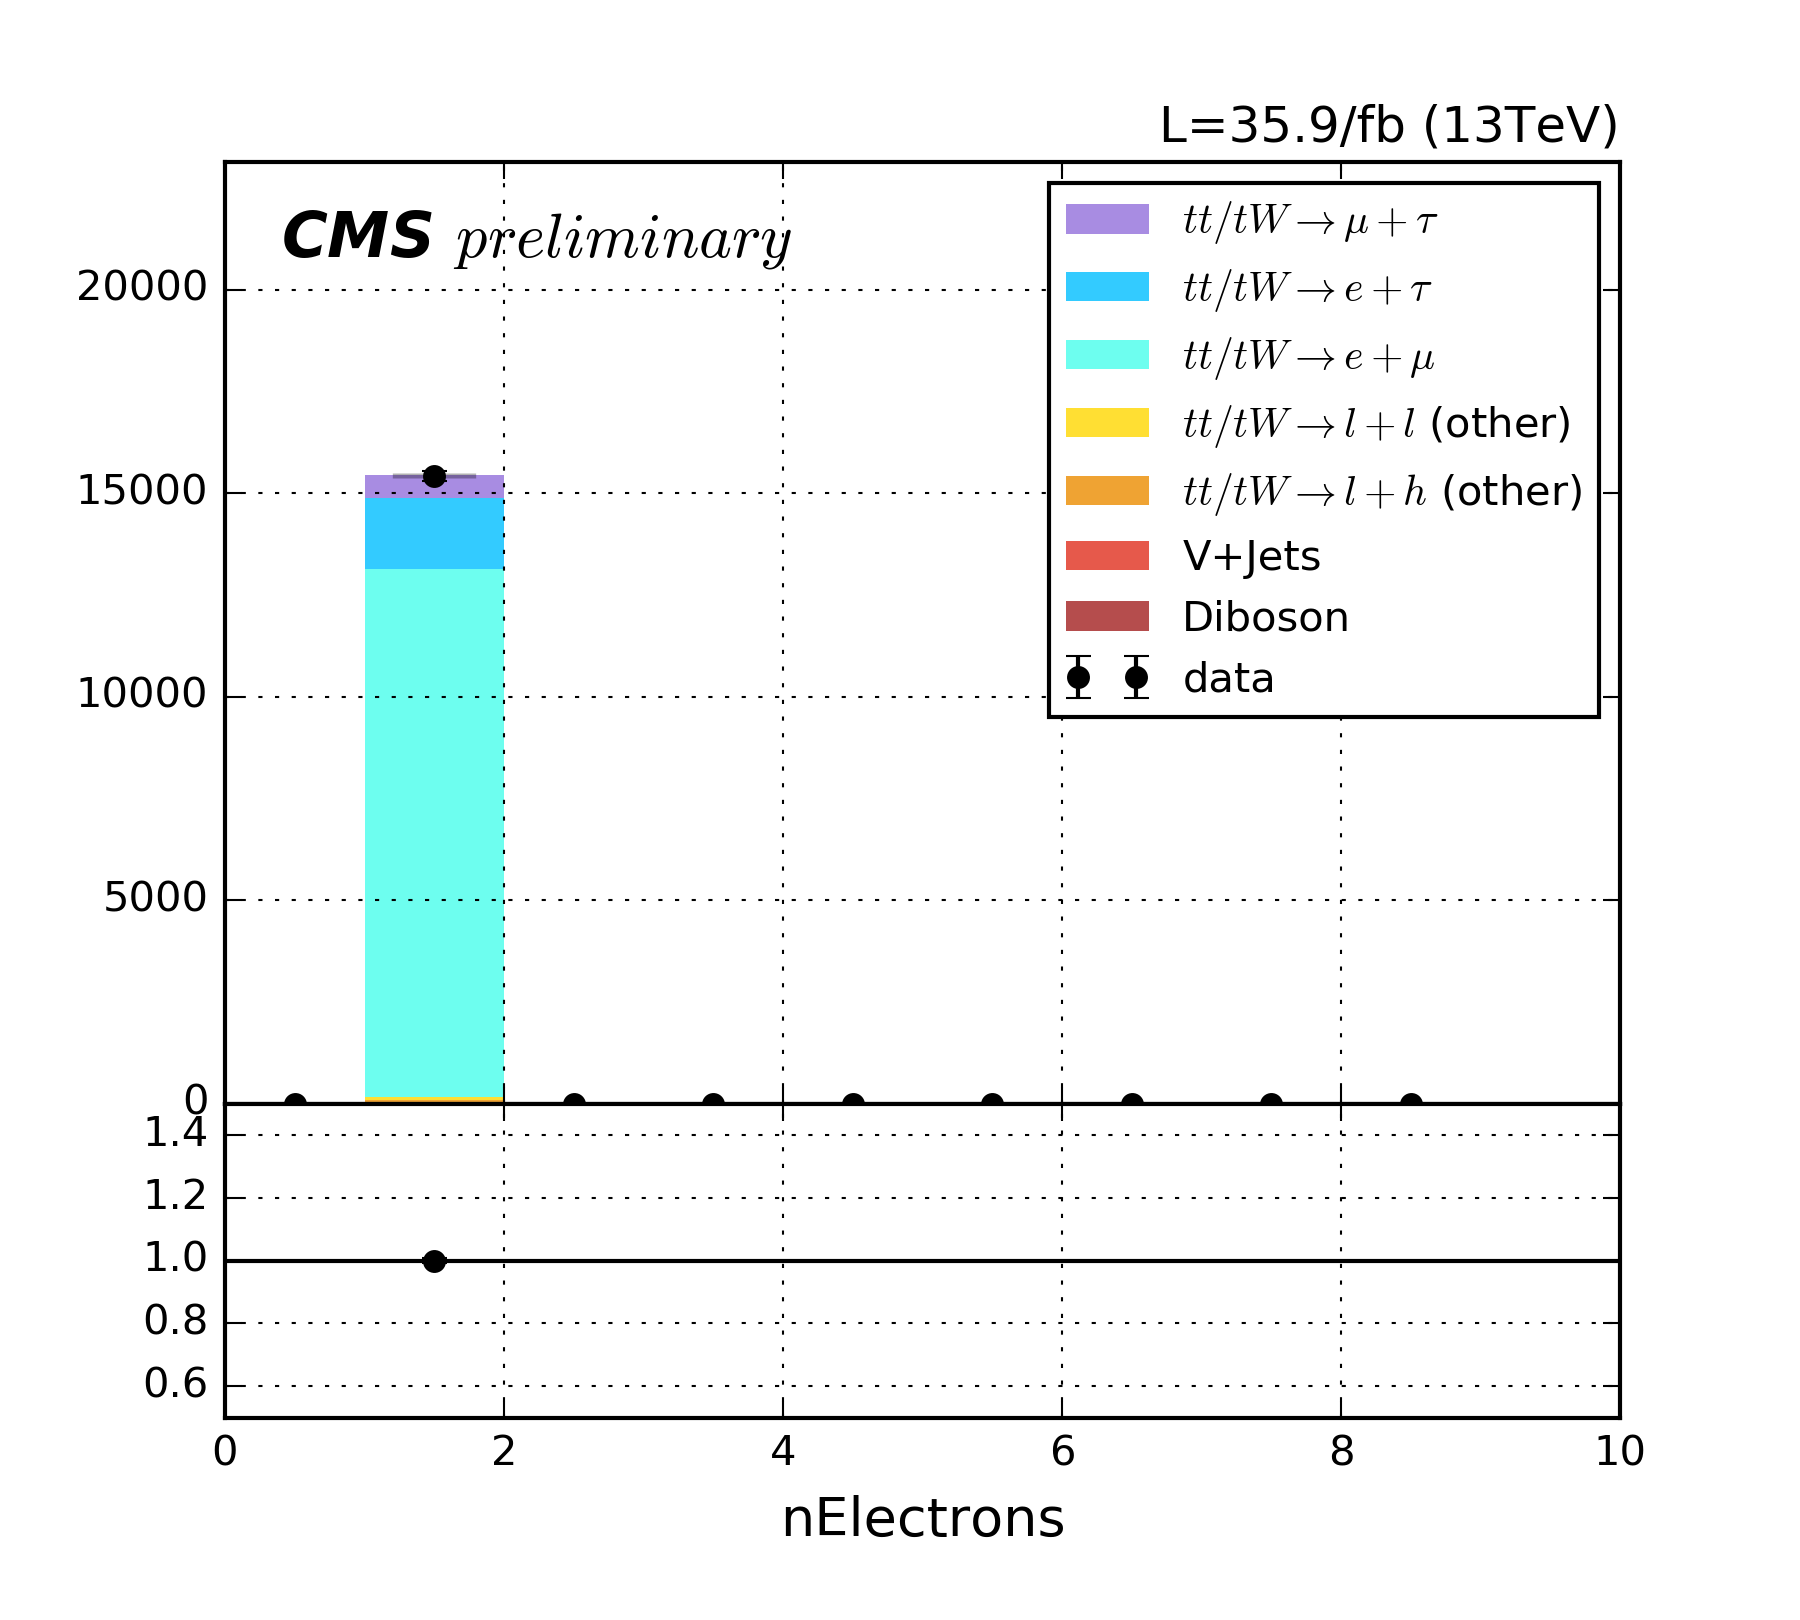 L=35.9/fb (13TeV)
CMS preliminary
tt/tW → μ + τ
tt/tW → e + τ
tt/tW → e + μ
tt/tW → l + l (other)
tt/tW → l + h (other)
V+Jets
Diboson
data
20000
15000
10000
5000
0
1.4
1.2
1.0
0.8
0.6
0 2 4 6 8 10
nElectrons